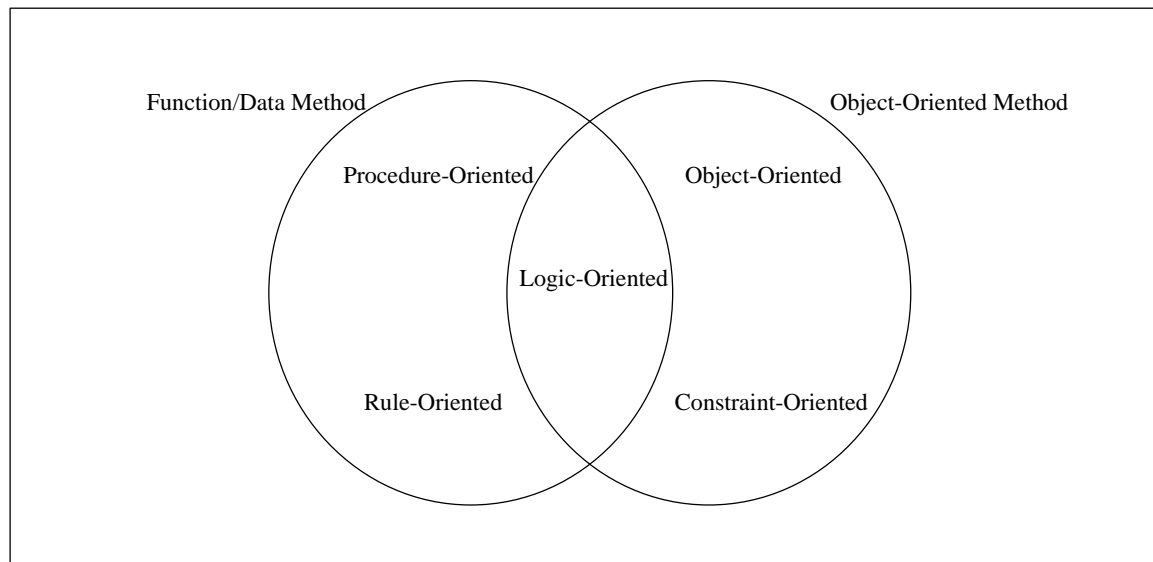 Function/Data Method
Object-Oriented Method
Procedure-Oriented
Object-Oriented
Logic-Oriented
Rule-Oriented
Constraint-Oriented